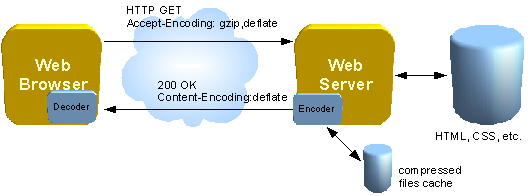 HTTP GET
Accept-Encoding: gzip,deflate
Web
Browser
Decoder
200 OK
Content-Encoding:deflate
Web
Server
Encoder
HTML, CSS, etc.
compressed
files cache